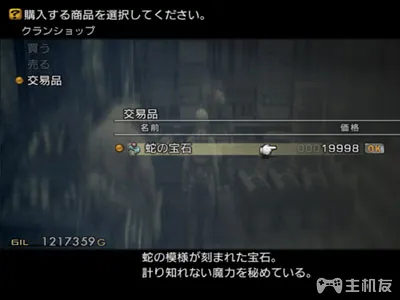 購入する商品を選択してください。
クランショップ
買う
売る
交易品
交易品
名前 価格
蛇の宝石 00019998 OK
GIL 1217359G
蛇の模様が刻まれた宝石。
計り知れない魔力を秘めている。
主机友